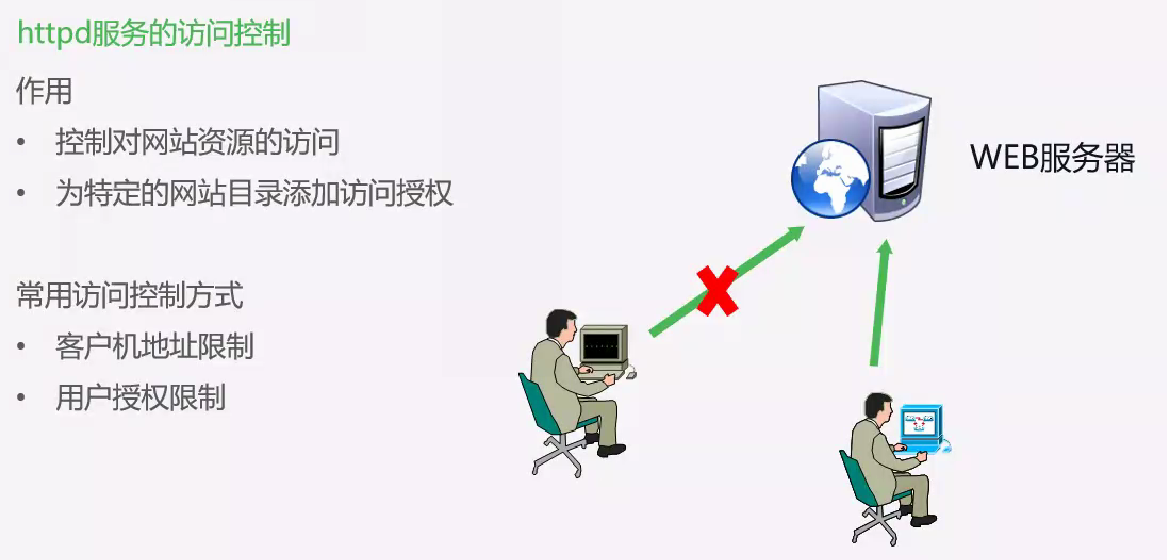 httpd服务的访问控制
作用
• 控制对网站资源的访问
• 为特定的网站目录添加访问授权
WEB服务器
常用访问控制方式
• 客户机地址限制
• 用户授权限制